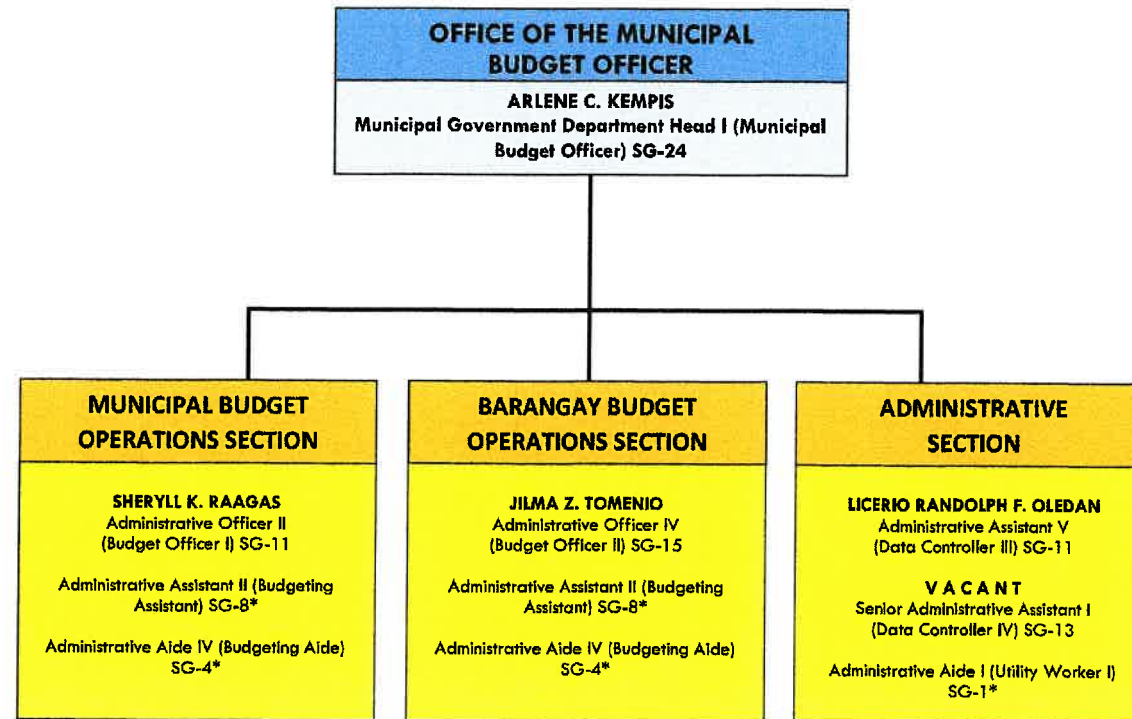 OFFICE OF THE MUNICIPAL
BUDGET OFFICER
ARLENE C. KEMPIS
Municipal Government Department Head I (Municipal
Budget Officer) SG-24
MUNICIPAL BUDGET
OPERATIONS SECTION
SHERYLL K. RAAGAS
Administrative Officer II
(Budget Officer I) SG-11
Administrative Assistant II (Budgeting
Assistant) SG-8*
Administrative Aide IV (Budgeting Aide)
SG-4*
BARANGAY BUDGET
OPERATIONS SECTION
JILMA Z. TOMENIO
Administrative Officer IV
(Budget Officer II) SG-15
Administrative Assistant II (Budgeting
Assistant) SG-8*
Administrative Aide IV (Budgeting Aide)
SG-4*
ADMINISTRATIVE
SECTION
LICERIO RANDOLPH F. OLEDAN
Administrative Assistant V
(Data Controller III) SG-11
V A C A N T
Senior Administrative Assistant I
(Data Controller IV) SG-13
Administrative Aide I (Utility Worker I)
SG-1*